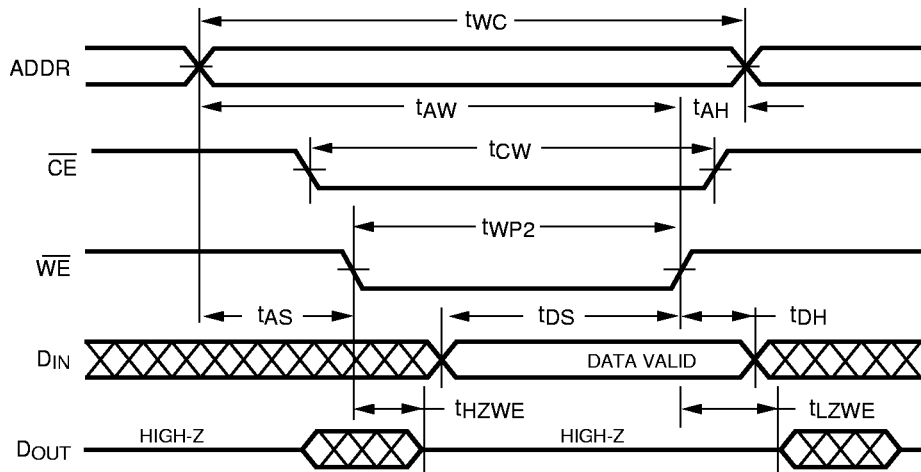 tWC
ADDR
tAW
tAH
CE
tCW
WE
tWP2
tAS
tDS
tDH
DIN
DATA VALID
tHZWE
tLZWE
DOUT
HIGH-Z
HIGH-Z